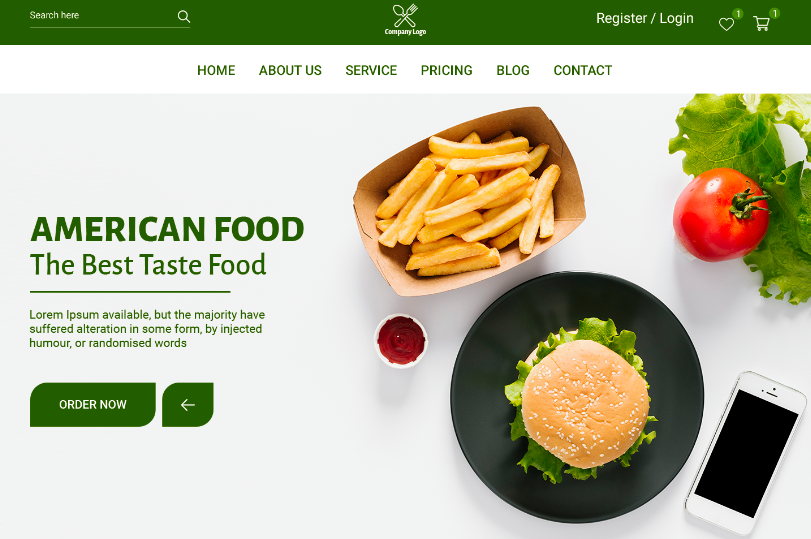 Search here
Company Logo
Register / Login
1
1
HOME ABOUT US SERVICE PRICING BLOG CONTACT
AMERICAN FOOD
The Best Taste Food
Lorem Ipsum available, but the majority have
suffered alteration in some form, by injected
humour, or randomised words
ORDER NOW